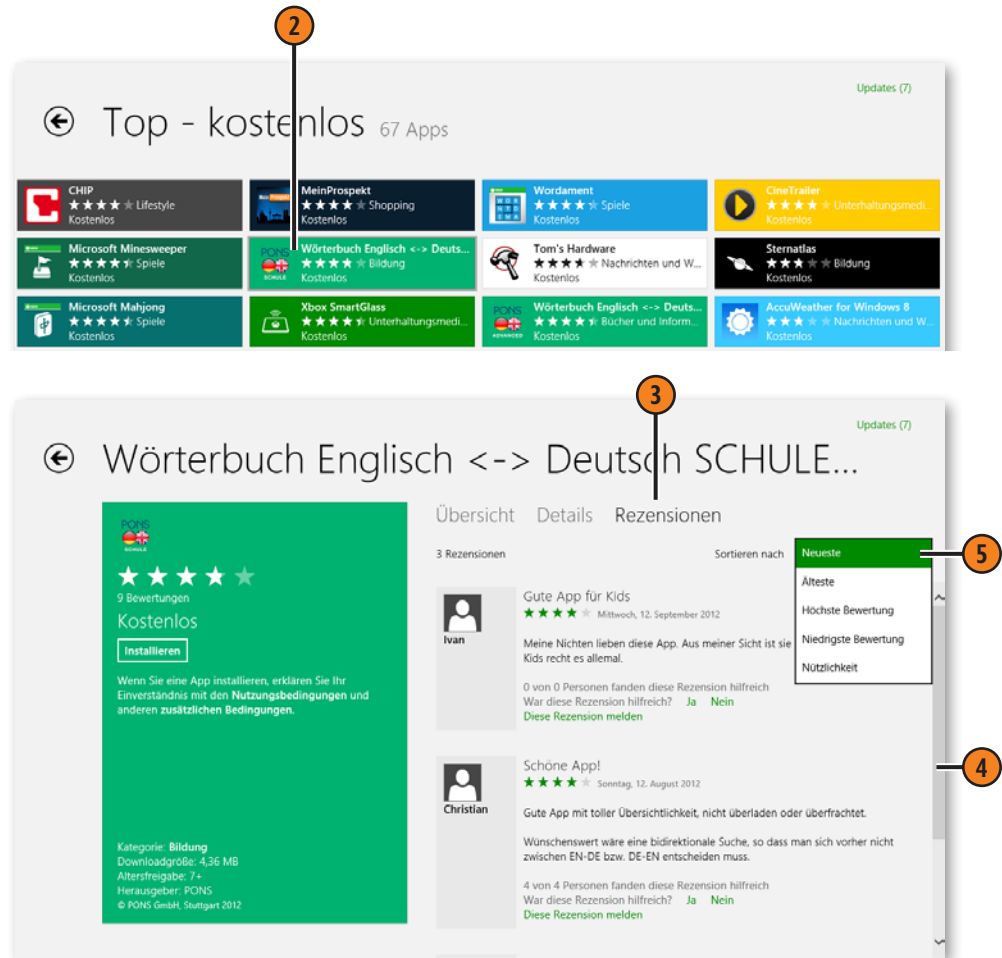 2
Updates (7)
Top - kostenlos 67 Apps
CHIP
Lifestyle
Kostenlos
MeinProspekt
Shopping
Kostenlos
Wordament
Spiele
Kostenlos
CineTrailer
Unterhaltungsmedi...
Kostenlos
Microsoft Minesweeper
Spiele
Kostenlos
PONS
SCHULE
Wörterbuch Englisch <-> Deuts...
Bildung
Kostenlos
Tom's Hardware
Nachrichten und W...
Kostenlos
Sternatlas
Bildung
Kostenlos
Microsoft Mahjong
Spiele
Kostenlos
Xbox SmartGlass
Unterhaltungsmedi...
Kostenlos
PONS
ADVANCED
Wörterbuch Englisch <-> Deuts...
Bücher und Inform...
Kostenlos
AccuWeather for Windows 8
Nachrichten und W...
Kostenlos
3
Updates (7)
Wörterbuch Englisch <-> Deutsch SCHULE...
PONS
SCHULE
9 Bewertungen
Kostenlos
Installieren
Wenn Sie eine App installieren, erklären Sie Ihr
Einverständnis mit den Nutzungsbedingungen und
anderen zusätzlichen Bedingungen.
Kategorie: Bildung
Downloadgröße: 4,36 MB
Altersfreigabe: 7+
Herausgeber: PONS
© PONS GmbH, Stuttgart 2012
Übersicht Details Rezensionen
3 Rezensionen
Sortieren nach
Neueste
5
Älteste
Höchste Bewertung
Niedrigste Bewertung
Nützlichkeit
Ivan
Gute App für Kids
Mittwoch, 12. September 2012
Meine Nichten lieben diese App. Aus meiner Sicht ist sie
Kids recht es allemal.
0 von 0 Personen fanden diese Rezension hilfreich
War diese Rezension hilfreich? Ja Nein
Diese Rezension melden
4
Christian
Schöne App!
Sonntag, 12. August 2012
Gute App mit toller Übersichtlichkeit, nicht überladen oder überfrachtet.
Wünschenswert wäre eine bidirektionale Suche, so dass man sich vorher nicht
zwischen EN-DE bzw. DE-EN entscheiden muss.
4 von 4 Personen fanden diese Rezension hilfreich
War diese Rezension hilfreich? Ja Nein
Diese Rezension melden